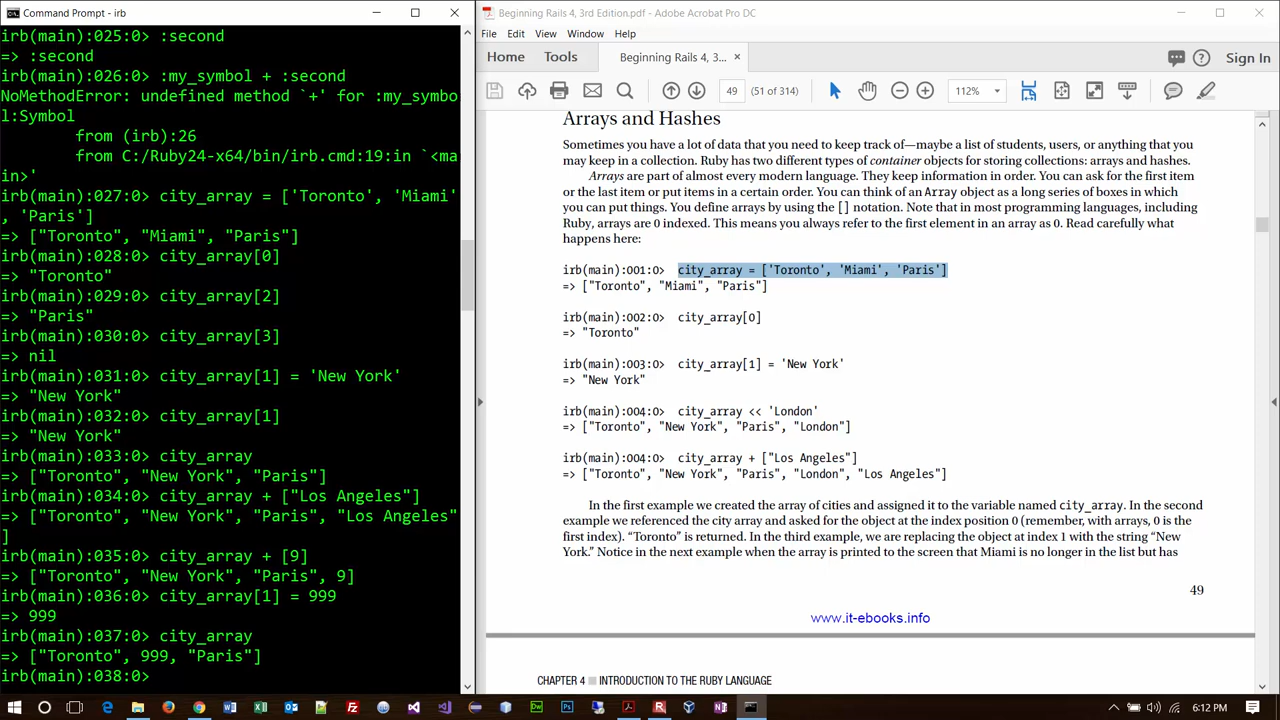 Command Prompt - irb
irb(main):025:0> :second
=> :second
irb(main):026:0> :my_symbol + :second
NoMethodError: undefined method `+' for :my_symbo
l:Symbol
from (irb):26
from C:/Ruby24-x64/bin/irb.cmd:19:in `<ma
in>'
irb(main):027:0> city_array = ['Toronto', 'Miami'
, 'Paris']
=> ["Toronto", "Miami", "Paris"]
irb(main):028:0> city_array[0]
=> "Toronto"
irb(main):029:0> city_array[2]
=> "Paris"
irb(main):030:0> city_array[3]
=> nil
irb(main):031:0> city_array[1] = 'New York'
=> "New York"
irb(main):032:0> city_array[1]
=> "New York"
irb(main):033:0> city_array
=> ["Toronto", "New York", "Paris"]
irb(main):034:0> city_array + ["Los Angeles"]
=> ["Toronto", "New York", "Paris", "Los Angeles"
]
irb(main):035:0> city_array + [9]
=> ["Toronto", "New York", "Paris", 9]
irb(main):036:0> city_array[1] = 999
=> 999
irb(main):037:0> city_array
=> ["Toronto", 999, "Paris"]
irb(main):038:0>
Beginning Rails 4, 3rd Edition.pdf - Adobe Acrobat Pro DC
File Edit View Window Help
Home Tools Beginning Rails 4, 3... × Sign In
49 (51 of 314) 112%
Arrays and Hashes
Sometimes you have a lot of data that you need to keep track of—maybe a list of students, users, or anything that you
may keep in a collection. Ruby has two different types of container objects for storing collections: arrays and hashes.
Arrays are part of almost every modern language. They keep information in order. You can ask for the first item
or the last item or put items in a certain order. You can think of an Array object as a long series of boxes in which
you can put things. You define arrays by using the [] notation. Note that in most programming languages, including
Ruby, arrays are 0 indexed. This means you always refer to the first element in an array as 0. Read carefully what
happens here:
irb(main):001:0> city_array = ['Toronto', 'Miami', 'Paris']
=> ["Toronto", "Miami", "Paris"]
irb(main):002:0> city_array[0]
=> "Toronto"
irb(main):003:0> city_array[1] = 'New York'
=> "New York"
irb(main):004:0> city_array << 'London'
=> ["Toronto", "New York", "Paris", "London"]
irb(main):004:0> city_array + ["Los Angeles"]
=> ["Toronto", "New York", "Paris", "London", "Los Angeles"]
In the first example we created the array of cities and assigned it to the variable named city_array. In the second
example we referenced the city array and asked for the object at the index position 0 (remember, with arrays, 0 is the
first index). “Toronto” is returned. In the third example, we are replacing the object at index 1 with the string “New
York.” Notice in the next example when the array is printed to the screen that Miami is no longer in the list but has
49
www.it-ebooks.info
CHAPTER 4 ■ INTRODUCTION TO THE RUBY LANGUAGE
6:12 PM